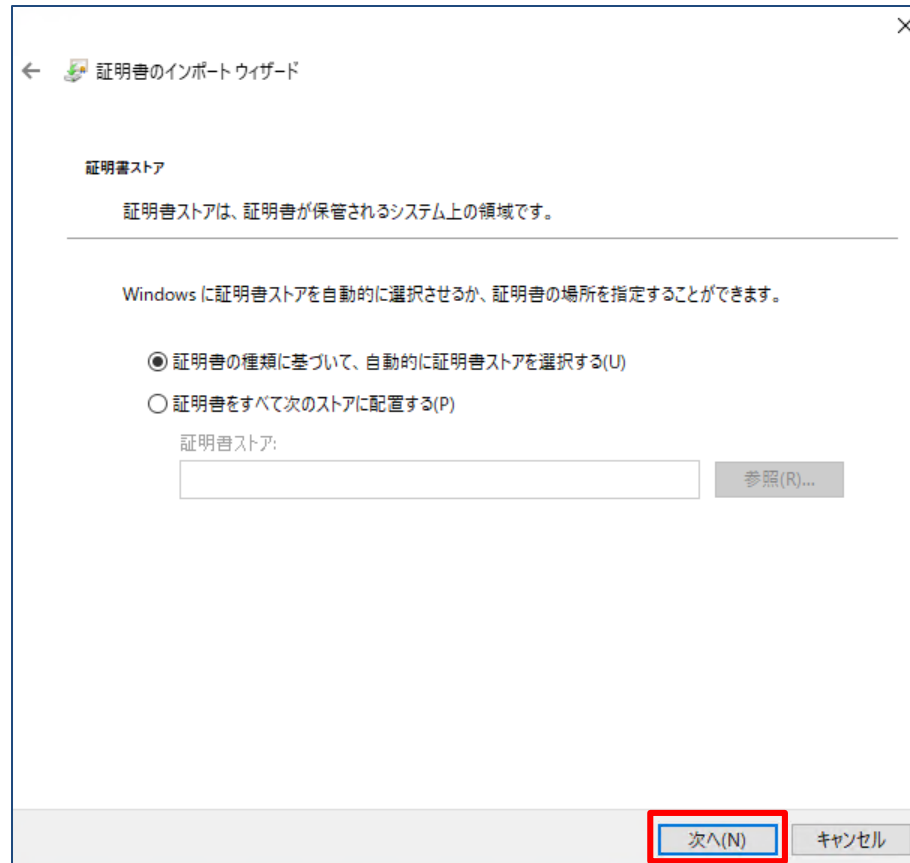 証明書のインポート ウィザード
証明書ストア
証明書ストアは、証明書が保管されるシステム上の領域です。
Windows に証明書ストアを自動的に選択させるか、証明書の場所を指定することができます。
証明書の種類に基づいて、自動的に証明書ストアを選択する(U)
証明書をすべて次のストアに配置する(P)
証明書ストア:
参照(R)...
次へ(N) キャンセル